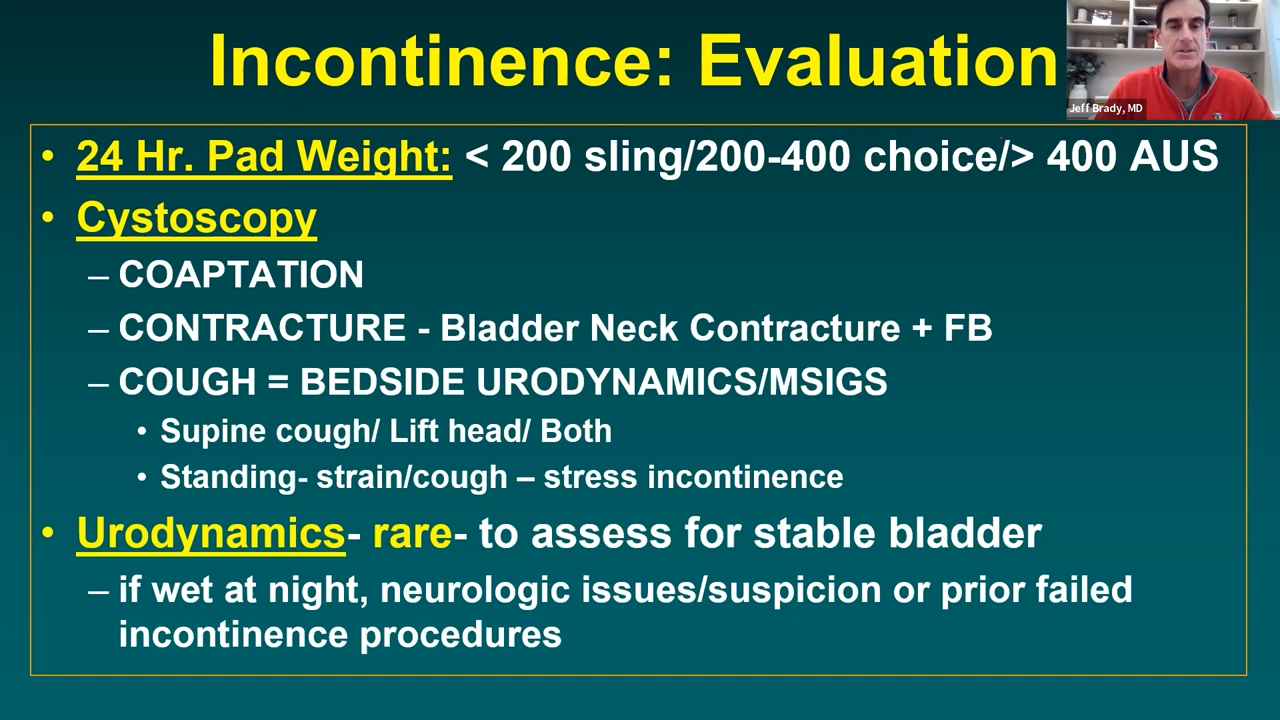 Incontinence: Evaluation
Jeff Brady, MD
• 24 Hr. Pad Weight: < 200 sling/200-400 choice/> 400 AUS
• Cystoscopy
– COAPTATION
– CONTRACTURE - Bladder Neck Contracture + FB
– COUGH = BEDSIDE URODYNAMICS/MSIGS
• Supine cough/ Lift head/ Both
• Standing- strain/cough – stress incontinence
• Urodynamics- rare- to assess for stable bladder
– if wet at night, neurologic issues/suspicion or prior failed
incontinence procedures